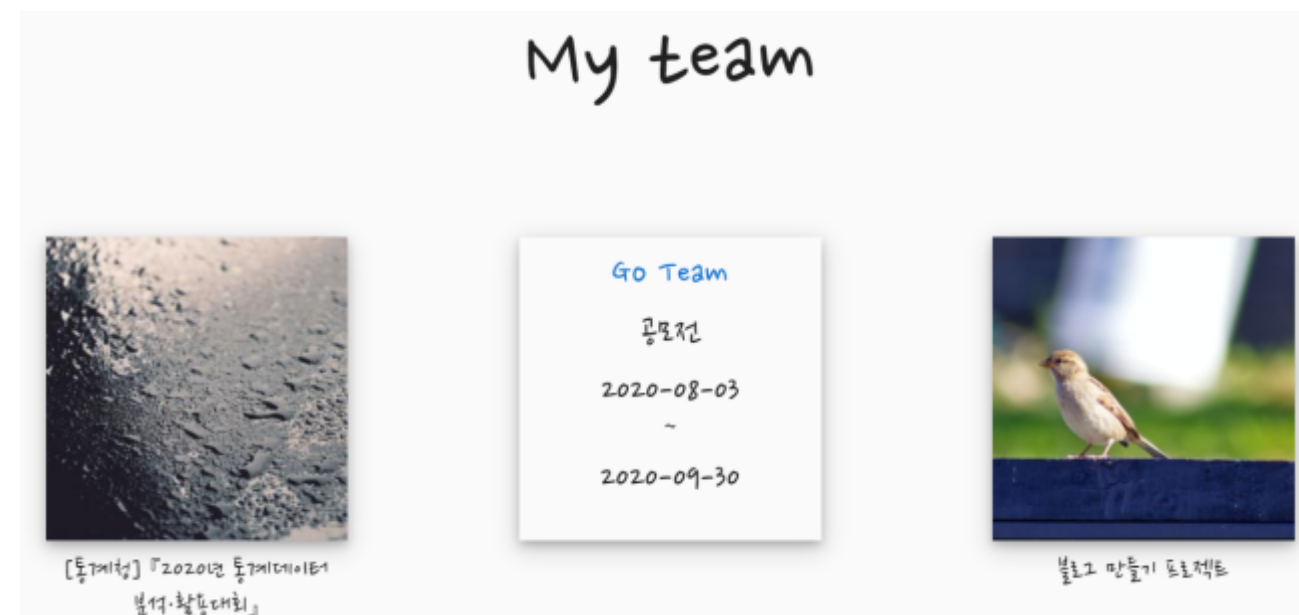 My team
Go Team
공모전
2020-08-03
~
2020-09-30
[통계청]『2020년 통계데이터
분석·활용대회』
블로그 만들기 프로젝트